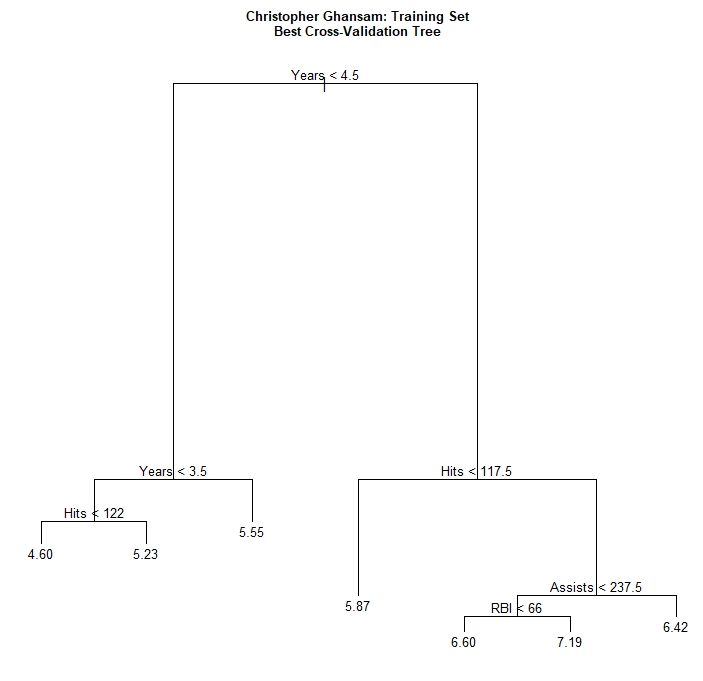 Christopher Ghansam: Training Set
Best Cross-Validation Tree
Years < 4.5
Years < 3.5
Hits < 117.5
Hits < 122
5.55
4.60
5.23
Assists < 237.5
5.87
RBI < 66
6.42
6.60
7.19